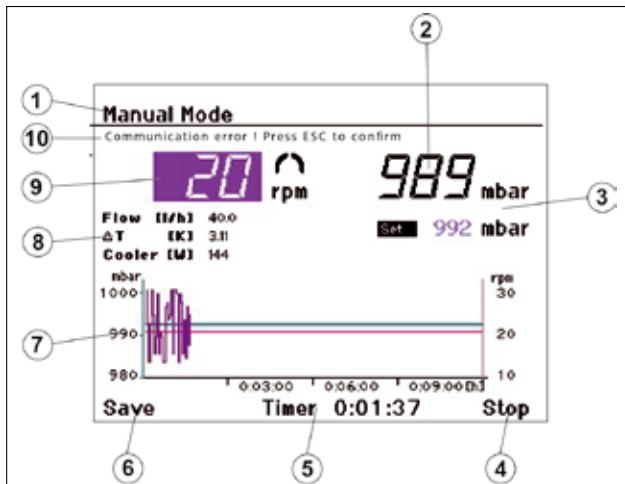 2
1
Manual Mode
10
Communication error ! Press ESC to confirm
9
20 rpm
989 mbar
3
Set 992 mbar
8
Flow [l/h] 40.0
ΔT [K] 3.11
Cooler [W] 144
mbar
rpm
1000
30
7
990
20
980
10
0:03:00 0:06:00 0:09:00 [h]
Save Timer 0:01:37 Stop
6
5
4